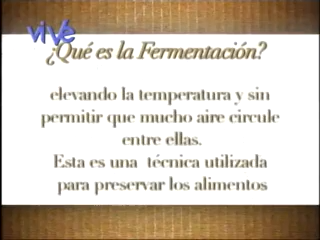 vive
¿Qué es la Fermentación?
elevando la temperatura y sin
permitir que mucho aire circule
entre ellas.
Esta es una técnica utilizada
para preservar los alimentos